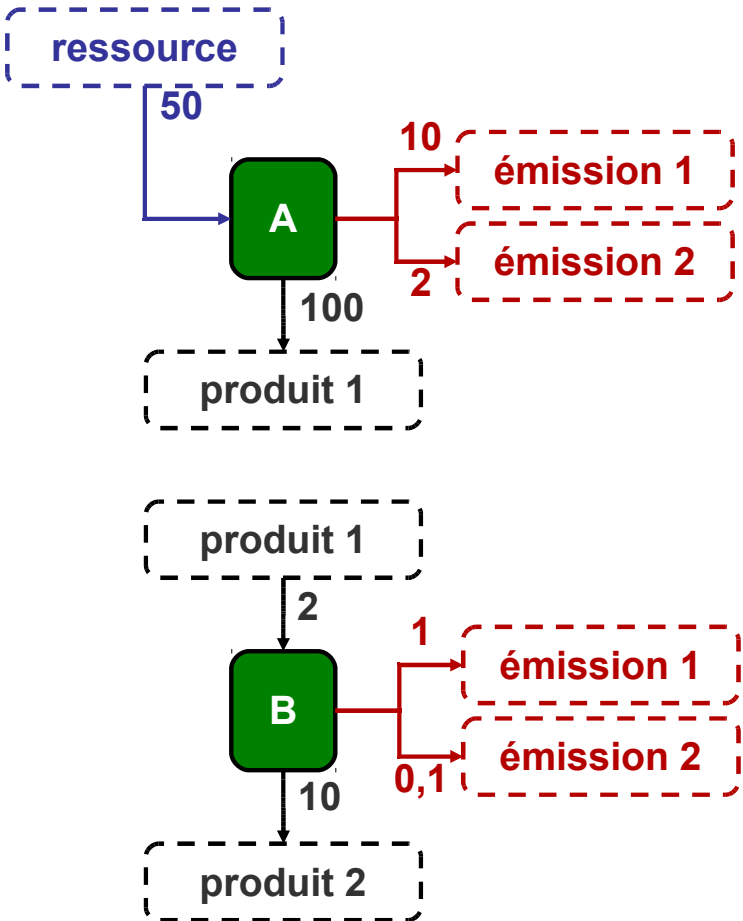 ressource
50
10
émission 1
A
émission 2
2
100
produit 1
produit 1
2
1
émission 1
B
émission 2
0,1
10
produit 2